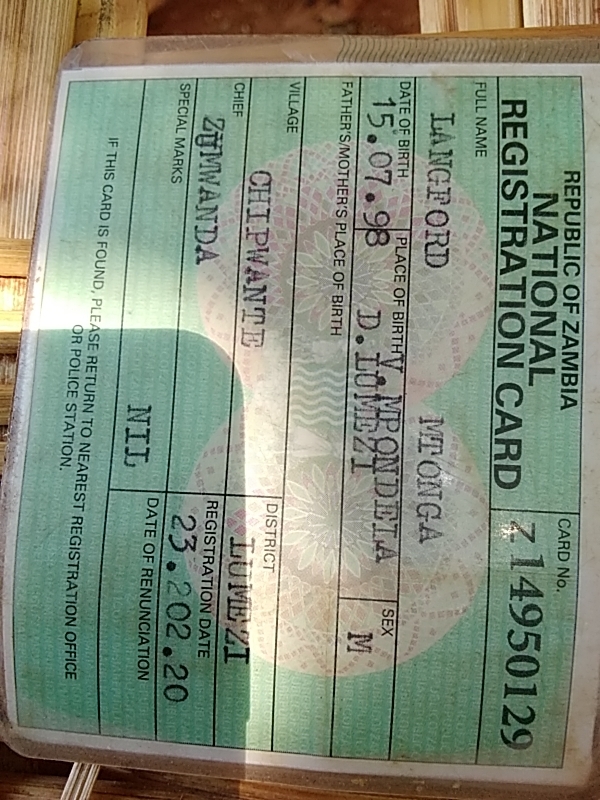 REPUBLIC OF ZAMBIA
NATIONAL
REGISTRATION CARD
CARD No.
Z 14950129
FULL NAME
LANGFORD MTONGA
DATE OF BIRTH
15.07.98
PLACE OF BIRTH
V.MPONDELA
D.LUMEZI
SEX
M
FATHER'S/MOTHER'S PLACE OF BIRTH
VILLAGE
CHIPWANTE
DISTRICT
LUMEZI
CHIEF
ZUMWANDA
REGISTRATION DATE
23.202.20
SPECIAL MARKS
NIL
DATE OF RENUNCIATION
IF THIS CARD IS FOUND, PLEASE RETURN TO NEAREST REGISTRATION OFFICE
OR POLICE STATION.